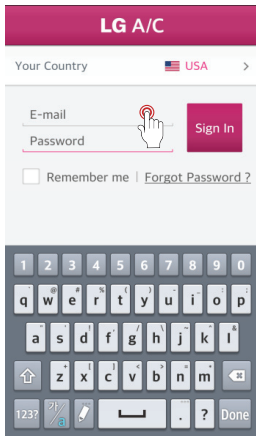 LG A/C
Your Country USA >
E-mail
Password
Sign In
Remember me | Forgot Password ?
1 2 3 4 5 6 7 8 9 0
q w e r t y u i o p
a s d f g h j k l
z x c v b n m
123? 가/a . ? Done